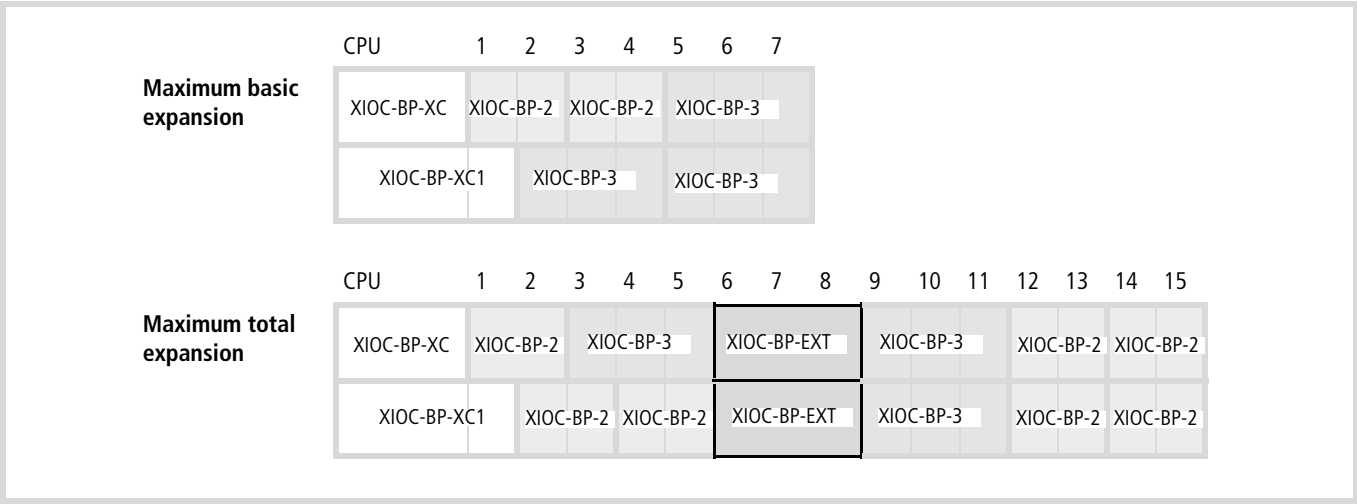 CPU 1 2 3 4 5 6 7
Maximum basic
expansion
XIOC-BP-XC XIOC-BP-2 XIOC-BP-2 XIOC-BP-3
XIOC-BP-XC1 XIOC-BP-3 XIOC-BP-3
CPU 1 2 3 4 5 6 7 8 9 10 11 12 13 14 15
Maximum total
expansion
XIOC-BP-XC XIOC-BP-2 XIOC-BP-3 XIOC-BP-EXT XIOC-BP-3 XIOC-BP-2 XIOC-BP-2
XIOC-BP-XC1 XIOC-BP-2 XIOC-BP-2 XIOC-BP-EXT XIOC-BP-3 XIOC-BP-2 XIOC-BP-2